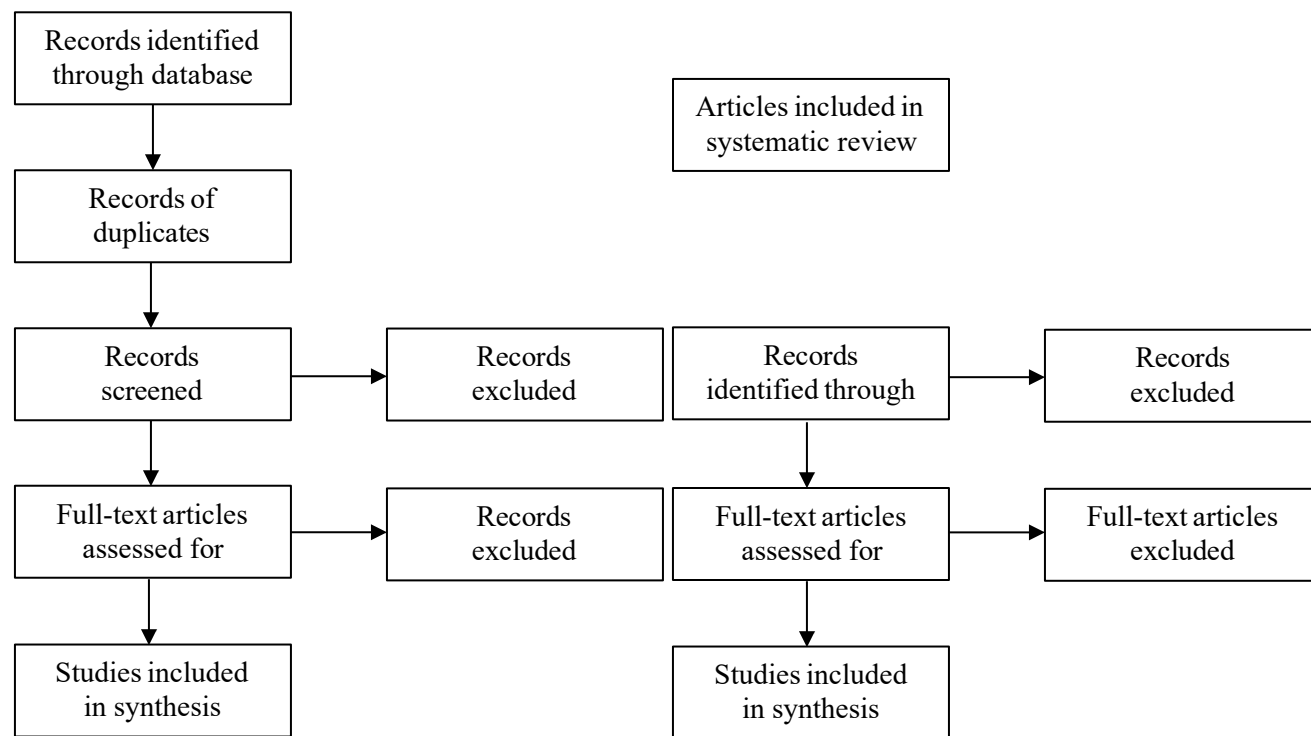 Records identified
through database
Articles included in
systematic review
Records of
duplicates
Records
screened
Records
excluded
Records
identified through
Records
excluded
Full-text articles
assessed for
Records
excluded
Full-text articles
assessed for
Full-text articles
excluded
Studies included
in synthesis
Studies included
in synthesis